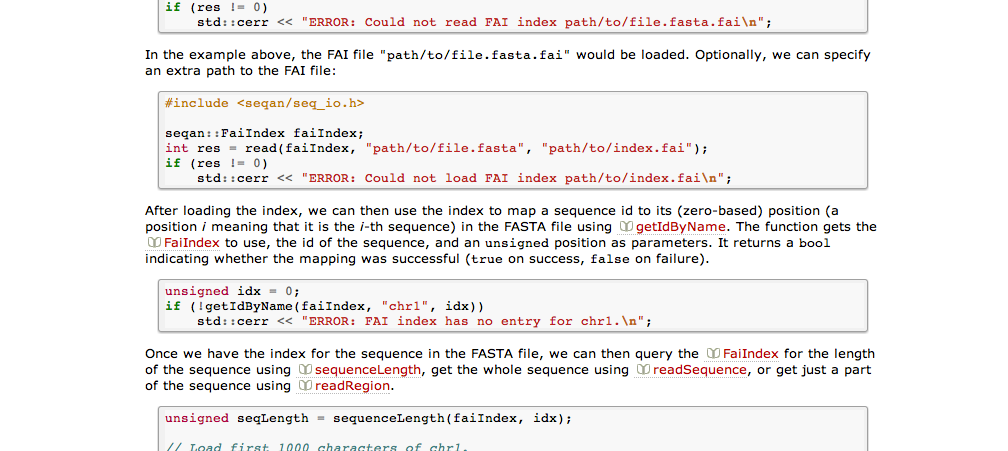 if (res != 0)
    std::cerr << "ERROR: Could not read FAI index path/to/file.fasta.fai\n";
In the example above, the FAI file "path/to/file.fasta.fai" would be loaded. Optionally, we can specify
an extra path to the FAI file:
#include <seqan/seq_io.h>
seqan::FaiIndex faiIndex;
int res = read(faiIndex, "path/to/file.fasta", "path/to/index.fai");
if (res != 0)
    std::cerr << "ERROR: Could not load FAI index path/to/index.fai\n";
After loading the index, we can then use the index to map a sequence id to its (zero-based) position (a
position i meaning that it is the i-th sequence) in the FASTA file using getIdByName. The function gets the
FaiIndex to use, the id of the sequence, and an unsigned position as parameters. It returns a bool
indicating whether the mapping was successful (true on success, false on failure).
unsigned idx = 0;
if (!getIdByName(faiIndex, "chr1", idx))
    std::cerr << "ERROR: FAI index has no entry for chr1.\n";
Once we have the index for the sequence in the FASTA file, we can then query the FaiIndex for the length
of the sequence using sequenceLength, get the whole sequence using readSequence, or get just a part
of the sequence using readRegion.
unsigned seqLength = sequenceLength(faiIndex, idx);
// Load first 1000 characters of chr1.